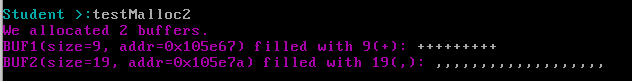 Student >:testMalloc2
We allocated 2 buffers.
BUF1(size=9, addr=0x105e67) filled with 9(+): +++++++++
BUF2(size=19, addr=0x105e7a) filled with 19(,): ,,,,,,,,,,,,,,,,,,,